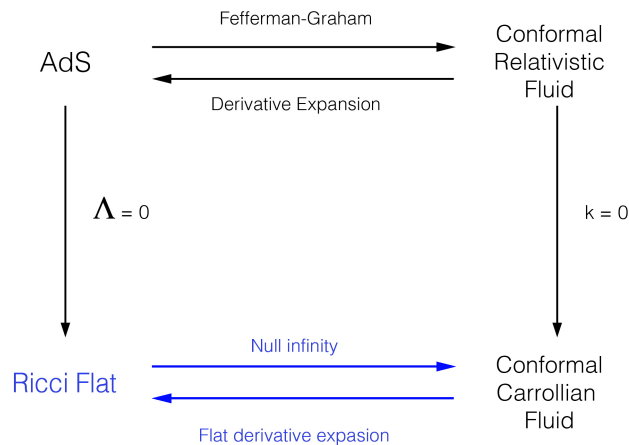 Fefferman-Graham
AdS
Conformal
Relativistic
Fluid
Derivative Expansion
Λ = 0
k = 0
Null infinity
Ricci Flat
Conformal
Carrollian
Fluid
Flat derivative expasion